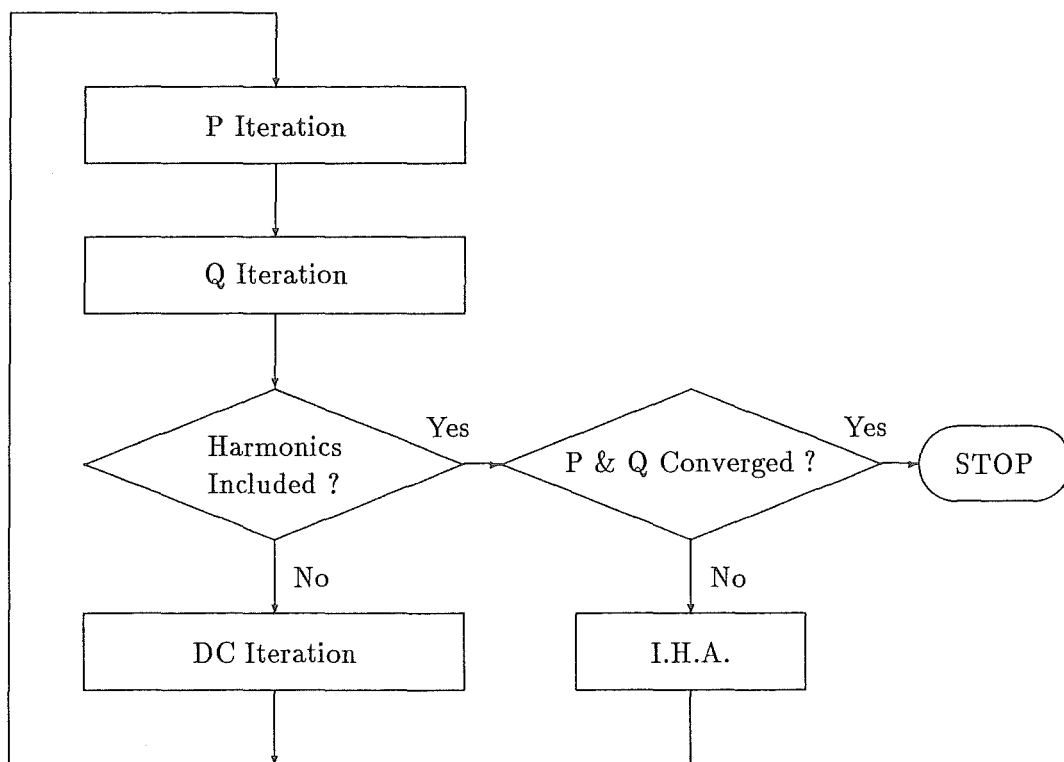 P Iteration
Q Iteration
Harmonics
Included ?
Yes
P & Q Converged ?
Yes
STOP
No
No
DC Iteration
I.H.A.